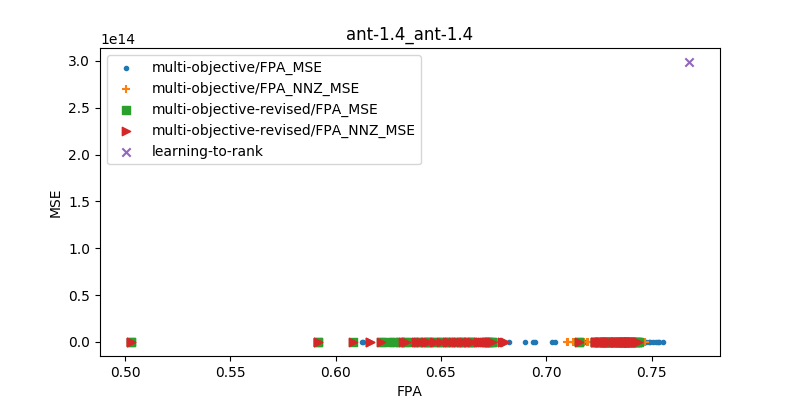 ant-1.4_ant-1.4
1e14
3.0
2.5
2.0
1.5
1.0
0.5
0.0
MSE
multi-objective/FPA_MSE
multi-objective/FPA_NNZ_MSE
multi-objective-revised/FPA_MSE
multi-objective-revised/FPA_NNZ_MSE
learning-to-rank
0.50 0.55 0.60 0.65 0.70 0.75
FPA